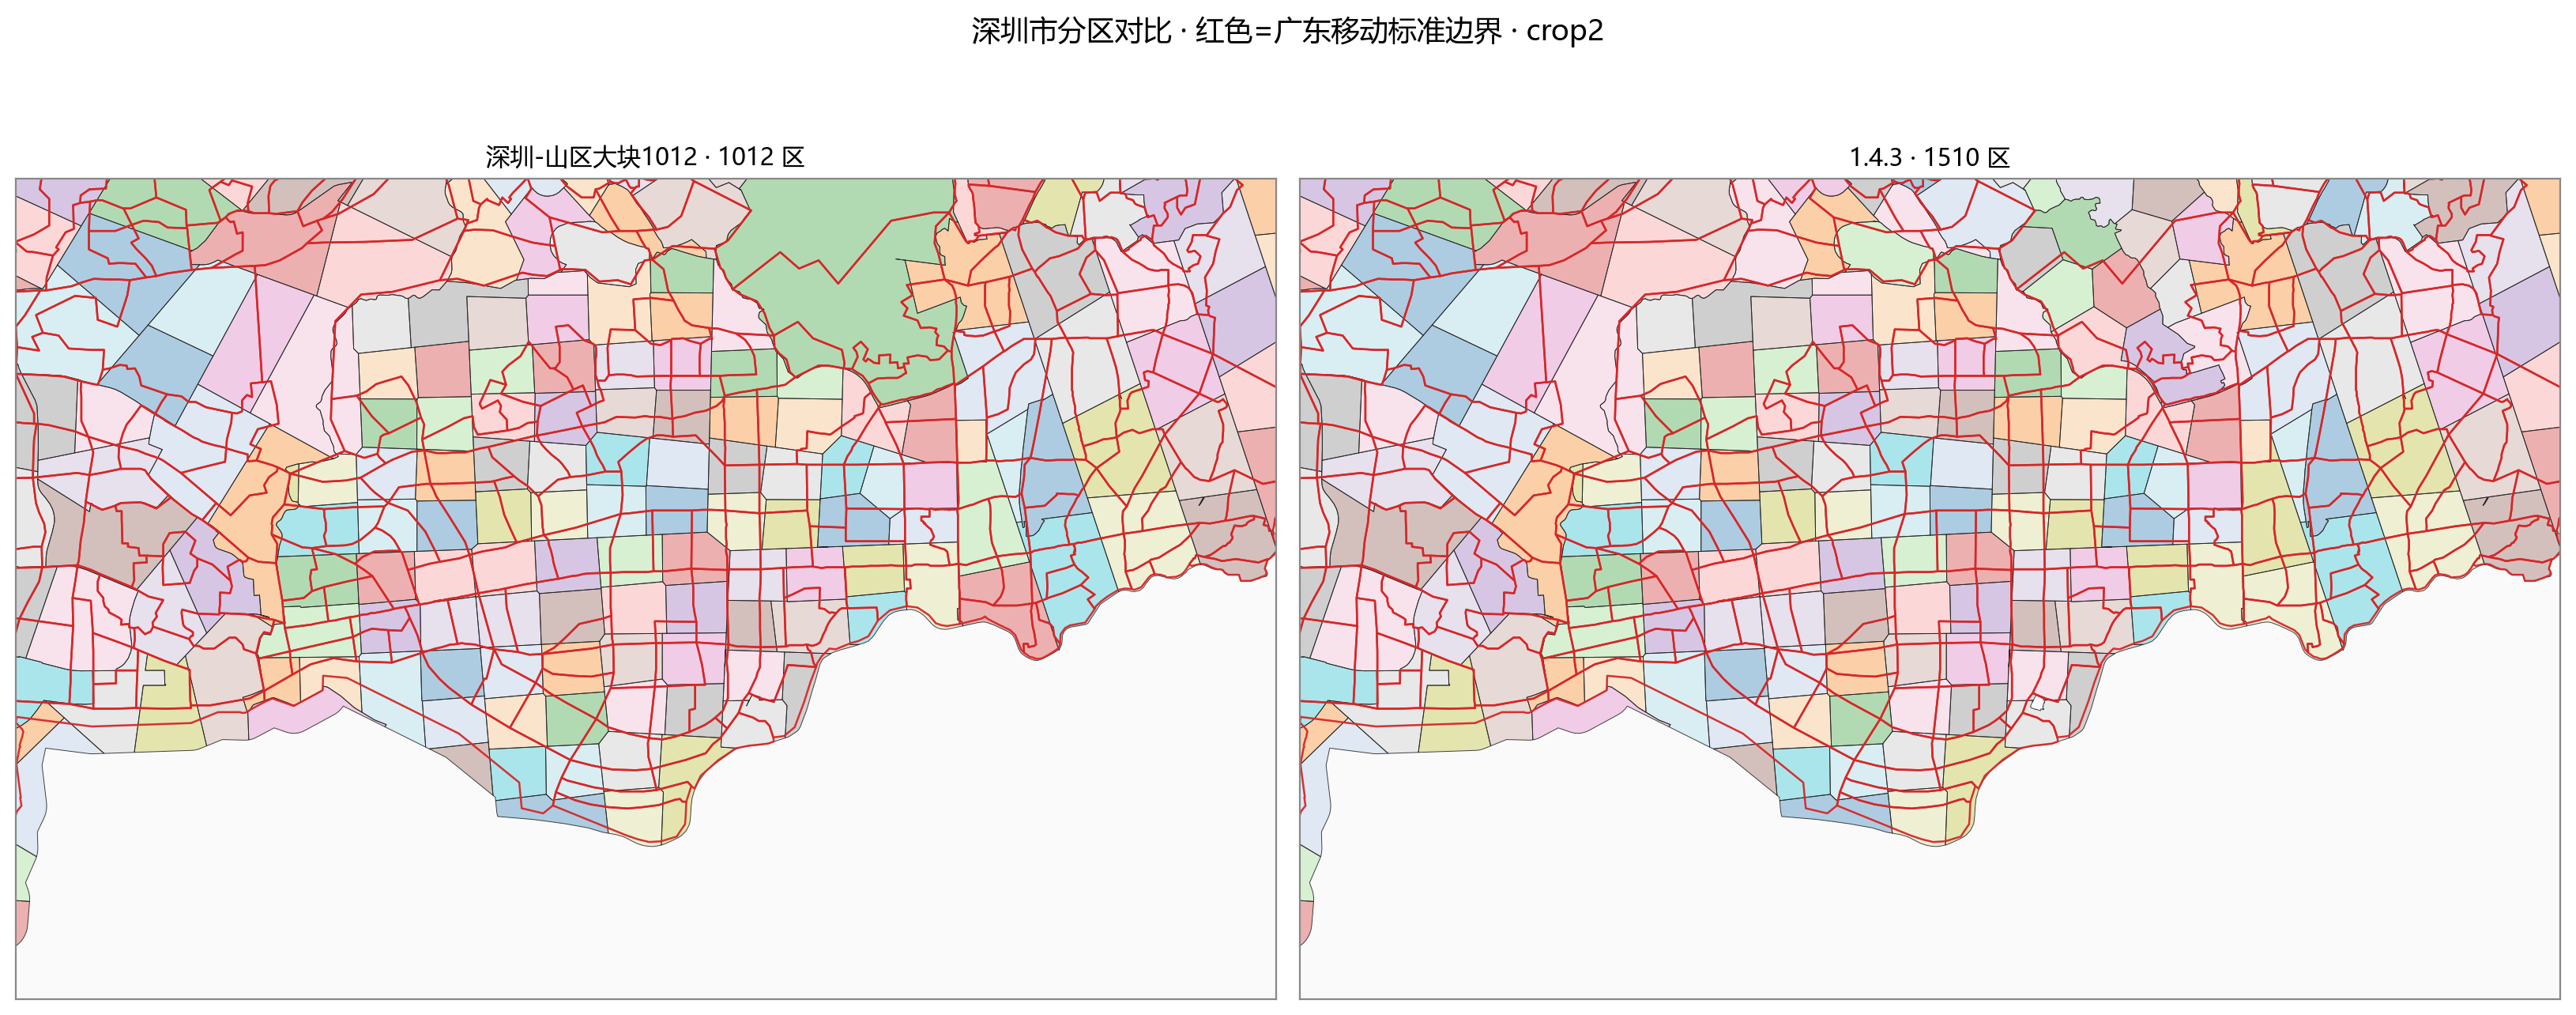 深圳市分区对比 · 红色=广东移动标准边界 · crop2
深圳-山区大块1012 · 1012 区
1.4.3 · 1510 区